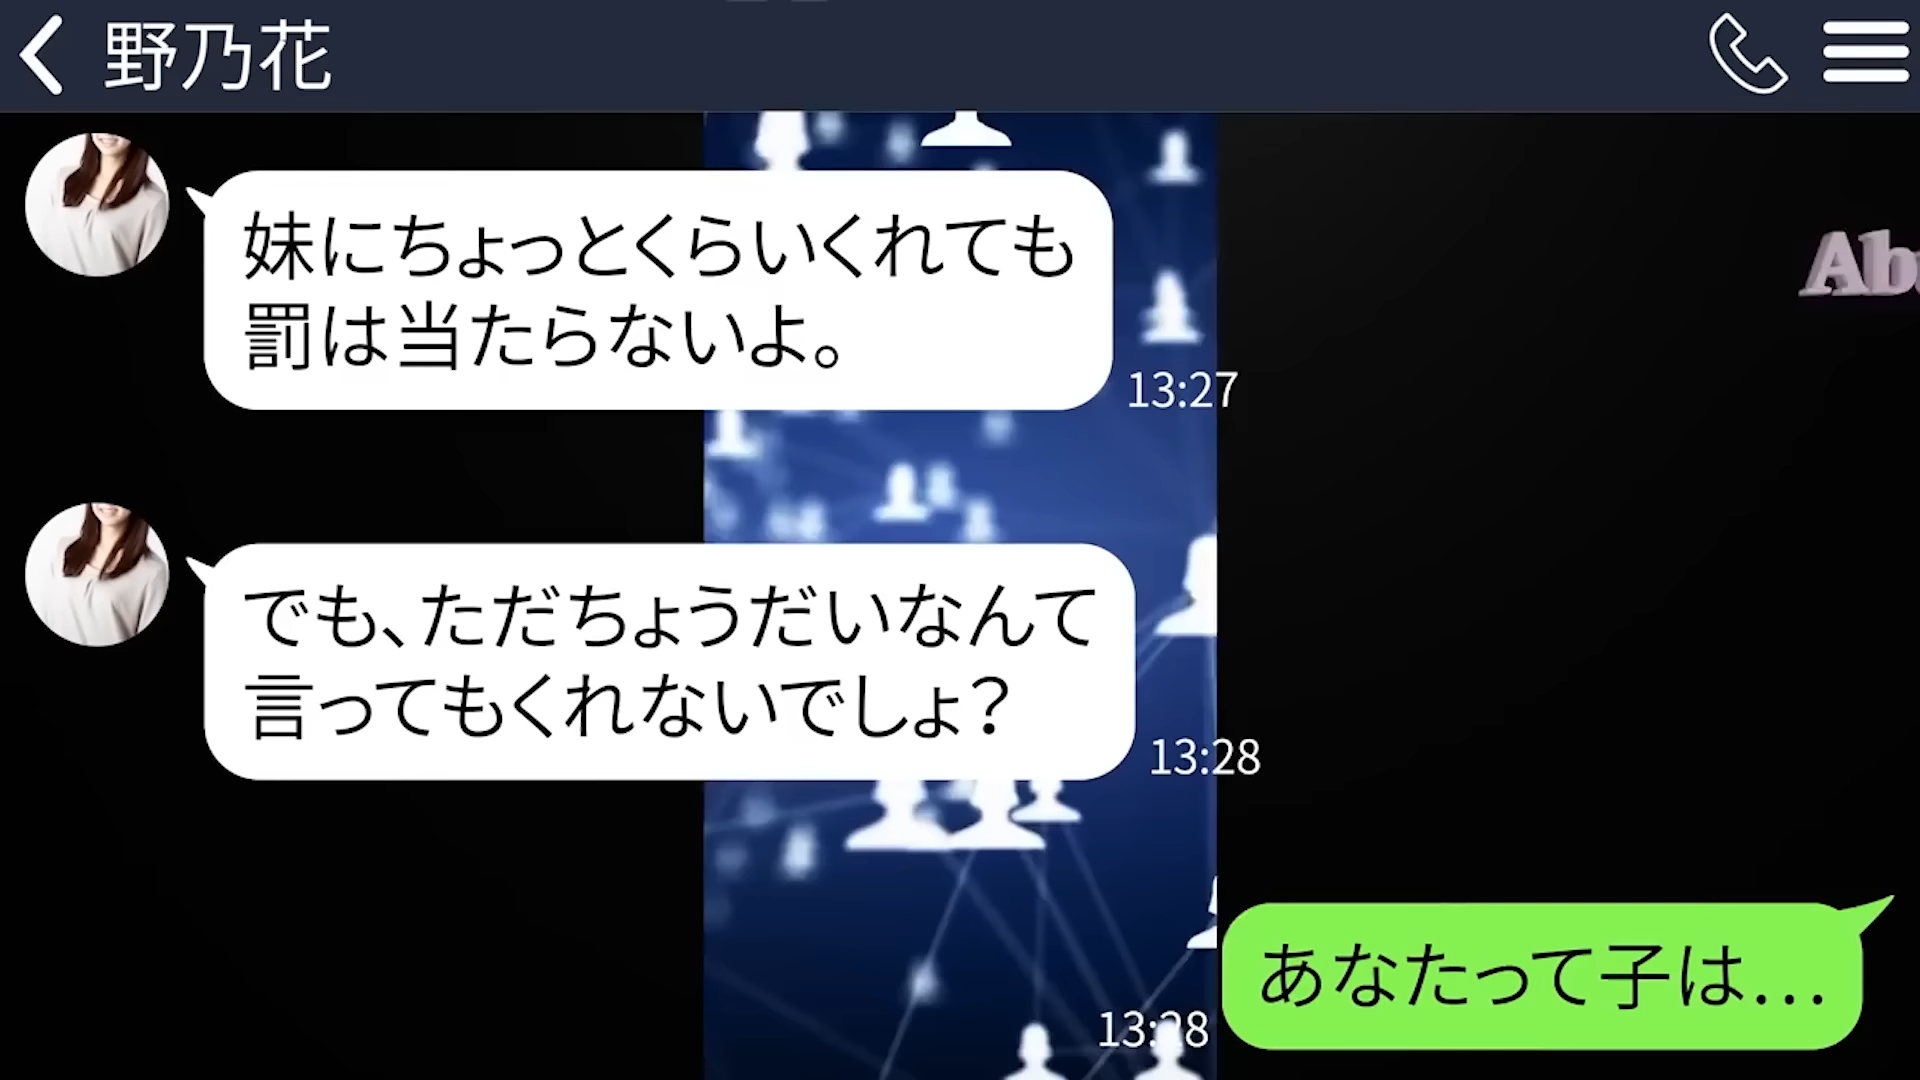 野乃花
妹にちょっとくらいくれても
罰は当たらないよ。
13:27
でも、ただちょうだいなんて
言ってもくれないでしょ？
13:28
あなたって子は…
13:28